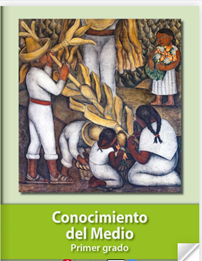 Conocimiento
del Medio
Primer grado